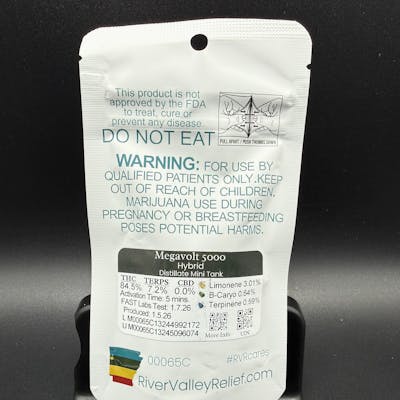 This product is not
approved by the FDA
to treat, cure or
prevent any disease.
DO NOT EAT
PULL APART / PUSH THUMBS DOWN
WARNING: FOR USE BY
QUALIFIED PATIENTS ONLY. KEEP
OUT OF REACH OF CHILDREN.
MARIJUANA USE DURING
PREGNANCY OR BREASTFEEDING
POSES POTENTIAL HARMS.
Megavolt 5000
Hybrid
Distillate Mini Tank
THC TERPS CBD
84.5% 7.2% 0.0%
Activation Time: 5 mins.
FAST Labs Test: 1.7.26
Produced: 1.5.26
L M00065C13244992172
U M00065C13245096074
Limonene 3.01%
B-Caryo 0.64%
Terpinene 0.59%
More Info
COA
00065C
#RVRcares
RiverValleyRelief.com